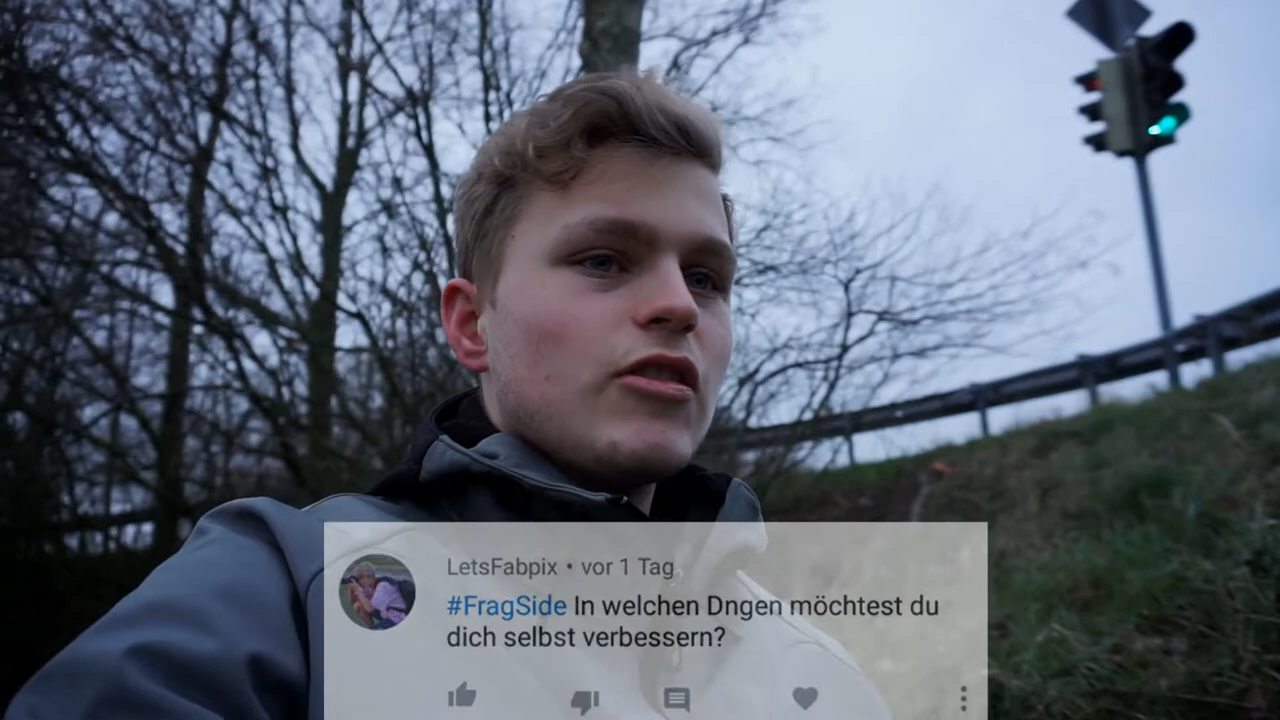 LetsFabpix • vor 1 Tag
#FragSide In welchen Dngen möchtest du
dich selbst verbessern?